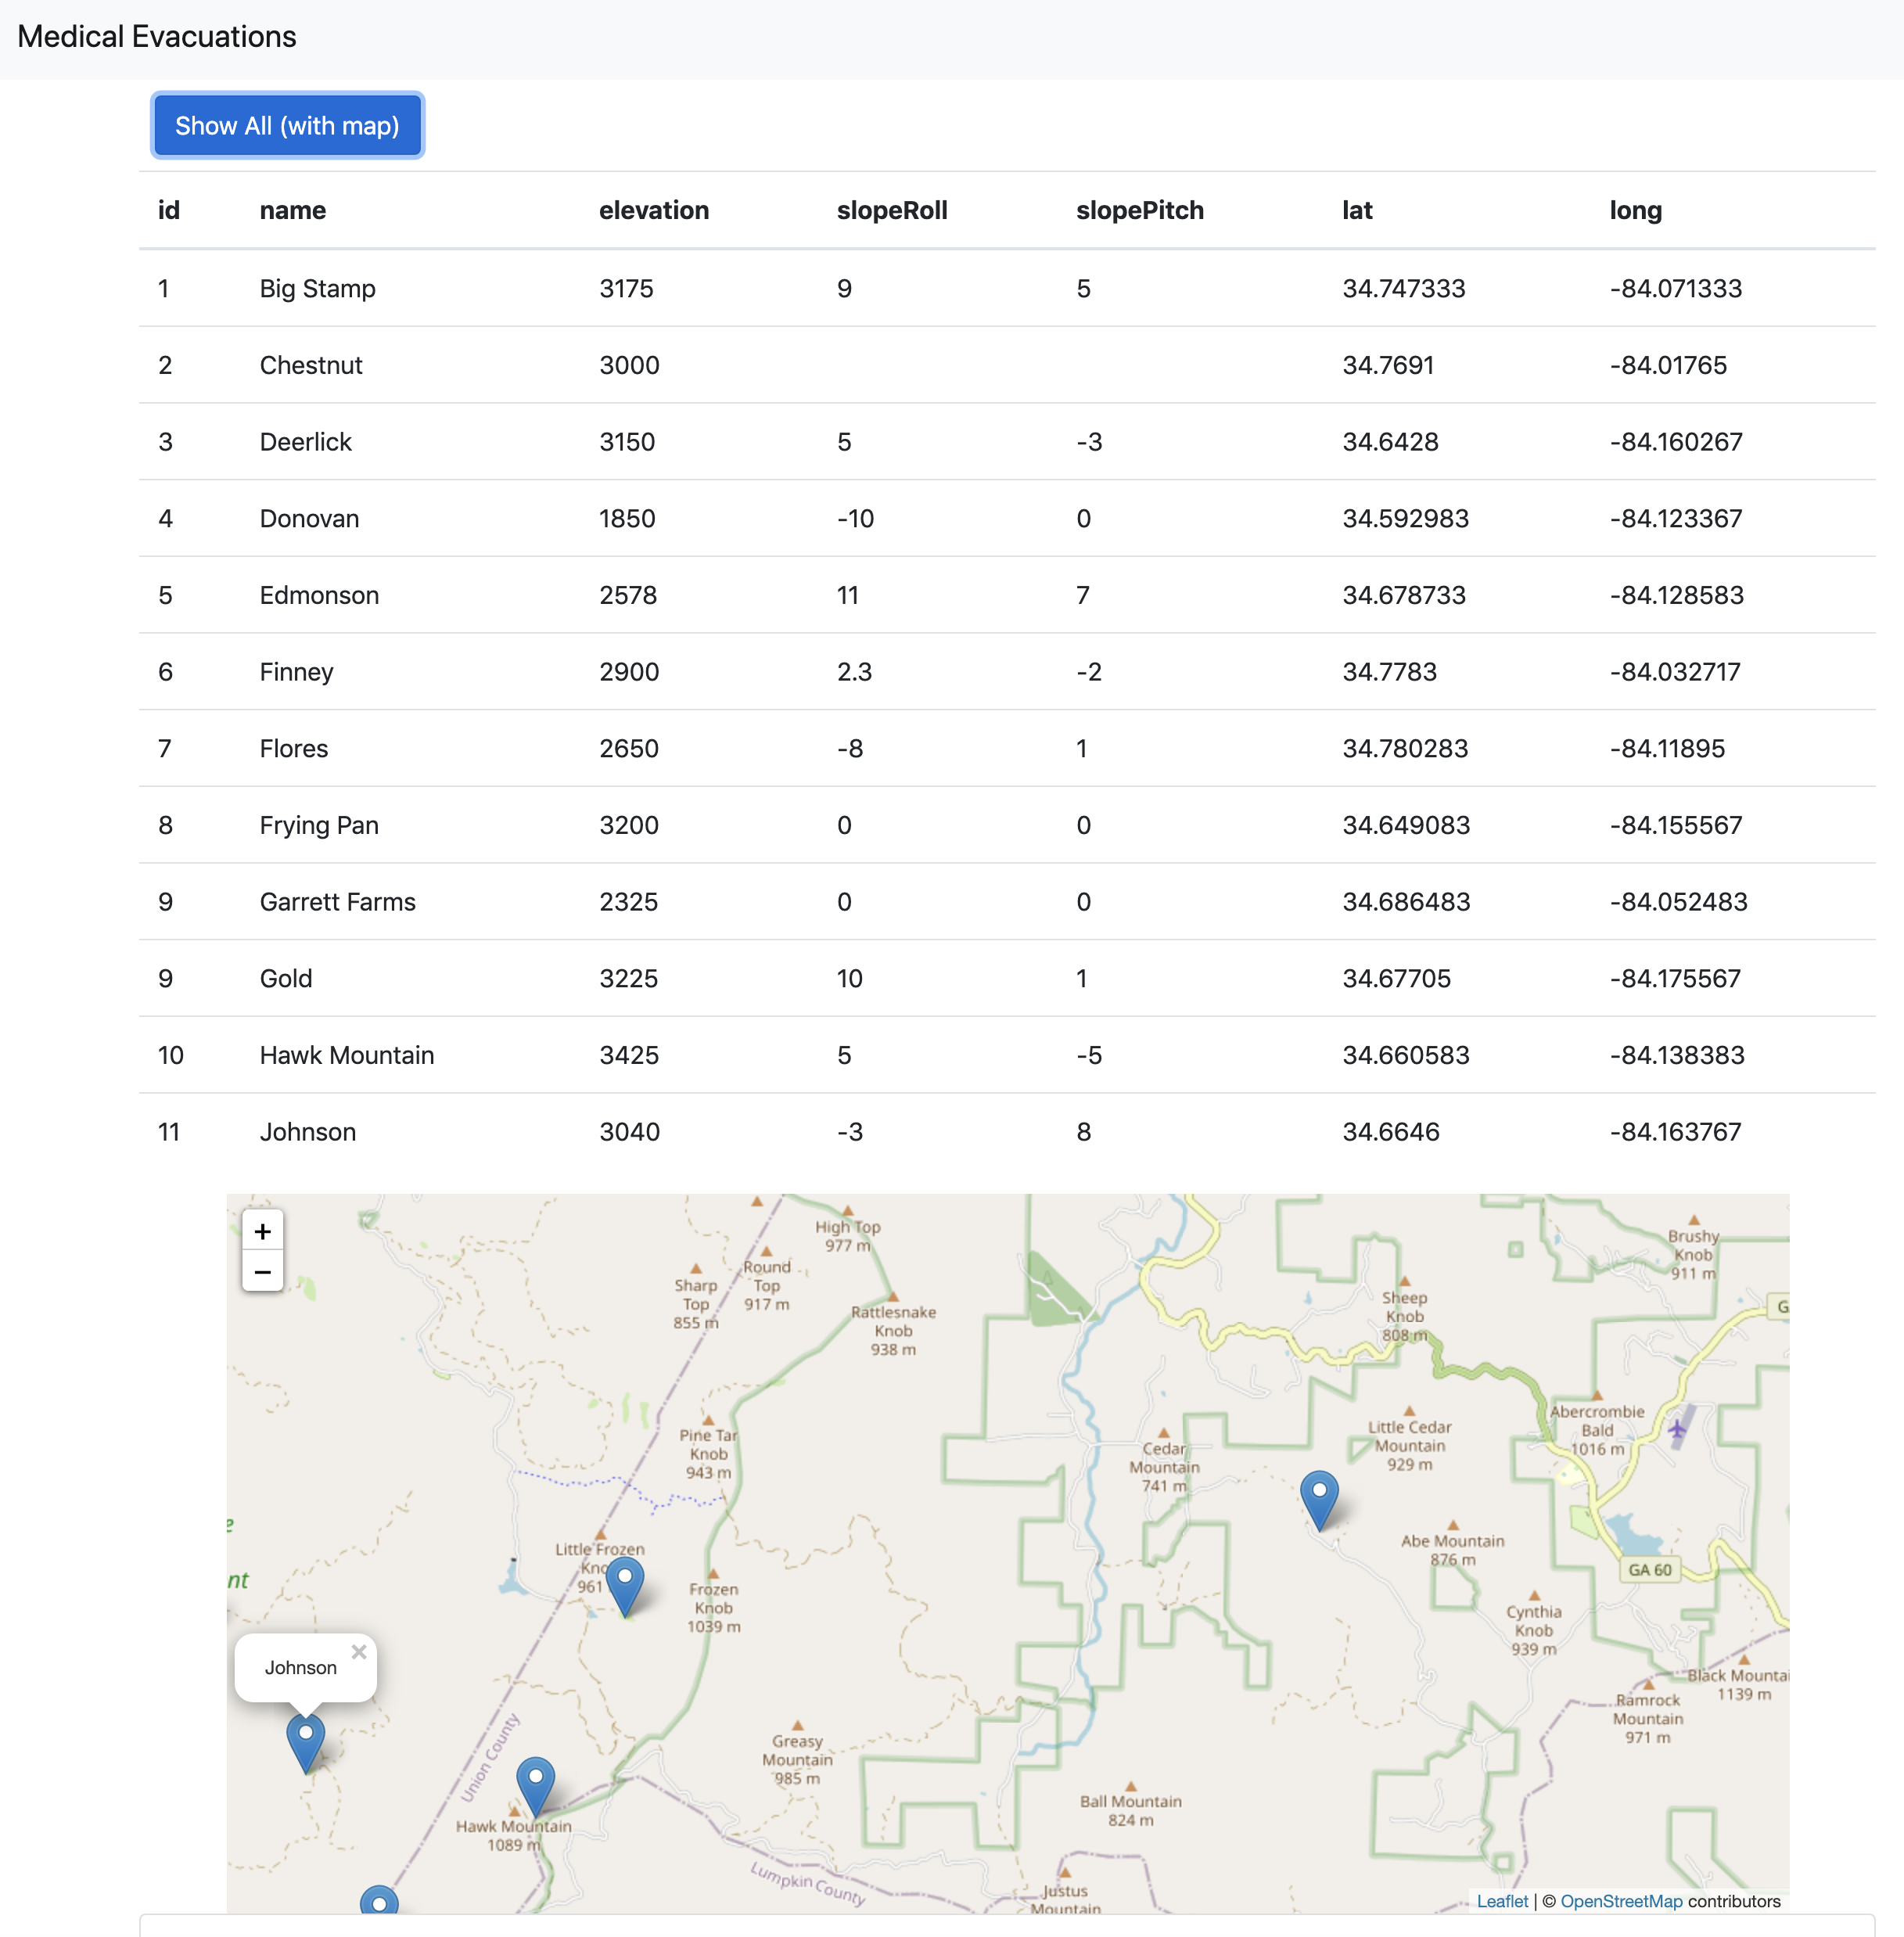 Medical Evacuations
Show All (with map)
id name elevation slopeRoll slopePitch lat long
1 Big Stamp 3175 9 5 34.747333 -84.071333
2 Chestnut 3000 34.7691 -84.01765
3 Deerlick 3150 5 -3 34.6428 -84.160267
4 Donovan 1850 -10 0 34.592983 -84.123367
5 Edmonson 2578 11 7 34.678733 -84.128583
6 Finney 2900 2.3 -2 34.7783 -84.032717
7 Flores 2650 -8 1 34.780283 -84.11895
8 Frying Pan 3200 0 0 34.649083 -84.155567
9 Garrett Farms 2325 0 0 34.686483 -84.052483
9 Gold 3225 10 1 34.67705 -84.175567
10 Hawk Mountain 3425 5 -5 34.660583 -84.138383
11 Johnson 3040 -3 8 34.6646 -84.163767
+
−
High Top
977 m
Round
Top
917 m
Sharp
Top
855 m
Rattlesnake
Knob
938 m
Brushy
Knob
911 m
Sheep
Knob
808 m
G
Pine Tar
Knob
943 m
Cedar
Mountain
741 m
Little Cedar
Mountain
929 m
Abercrombie
Bald
1016 m
Little Frozen
Kno
961
Frozen
Knob
1039 m
Abe Mountain
876 m
GA 60
e
nt
Cynthia
Knob
939 m
Johnson
×
Black Mountai
1139 m
Ramrock
Mountain
971 m
Union County
Greasy
Mountain
985 m
Ball Mountain
824 m
Hawk Mountain
1089 m
Lumpkin County
Justus
Mountain
Leaflet | © OpenStreetMap contributors